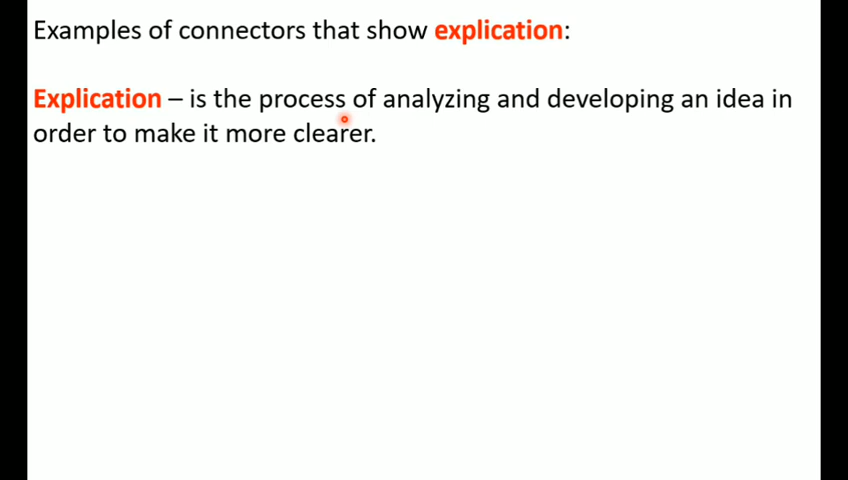 Examples of connectors that show explication:
Explication – is the process of analyzing and developing an idea in
order to make it more clearer.